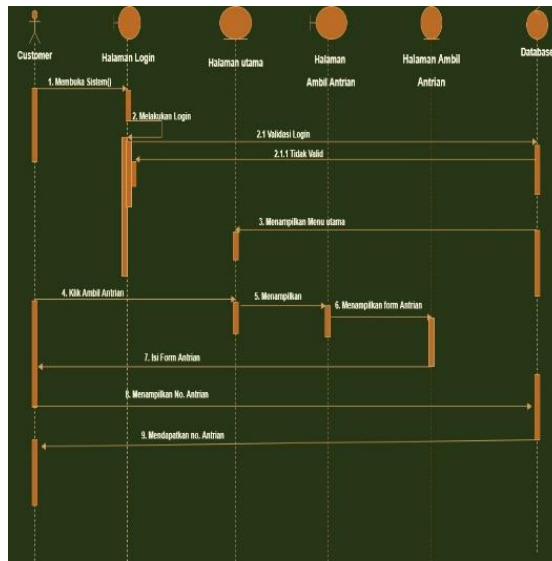 Customer
Halaman Login
Halaman utama
Halaman
Ambil Antrian
Halaman Ambil
Antrian
Database
1. Membuka Sistem()
2. Melakukan Login
2.1 Validasi Login
2.1.1 Tidak Valid
3. Menampilkan Menu utama
4. Klik Ambil Antrian
5. Menampilkan
6. Menampilkan form Antrian
7. Isi Form Antrian
8. Menampilkan No. Antrian
9. Mendapatkan no. Antrian